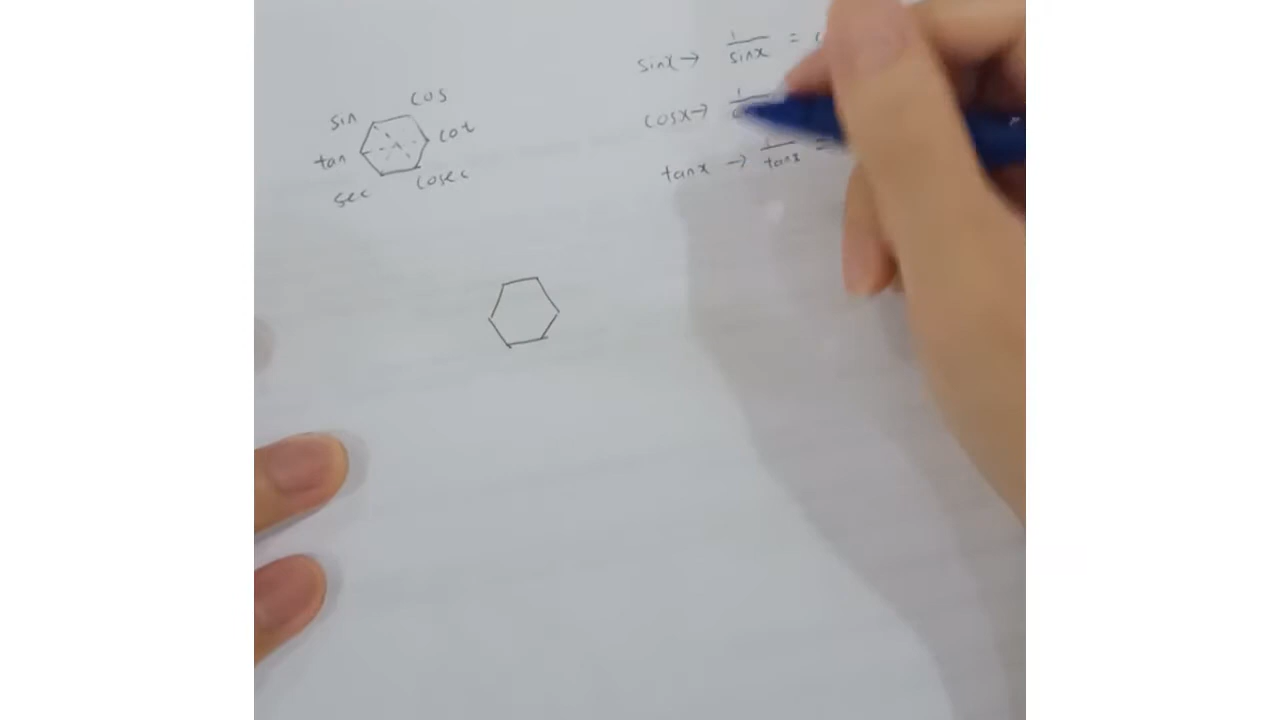 cos
sin
cot
tan
cosec
sec
sinx → 1/sinx =
cosx → 1/
tanx → 1/tanx =